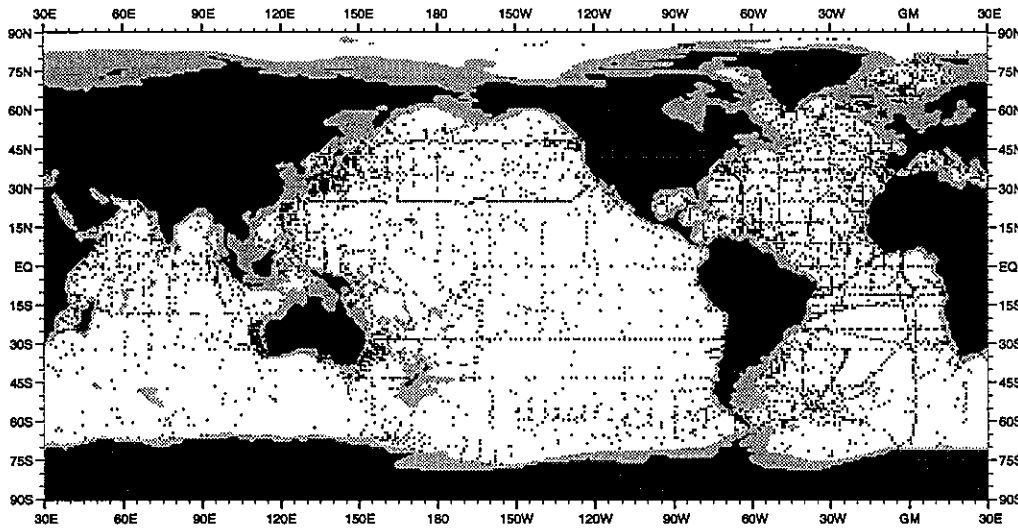 30E 60E 90E 120E 150E 180 150W 120W 90W 60W 30W GM 30E
90N 90N
75N 75N
60N 60N
45N 45N
30N 30N
15N 15N
EQ EQ
15S 15S
30S 30S
45S 45S
60S 60S
75S 75S
90S 90S
30E 60E 90E 120E 150E 180 150W 120W 90W 60W 30W GM 30E